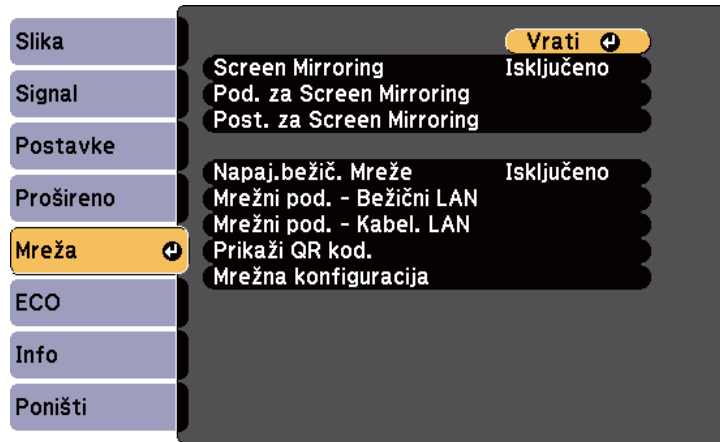 Slika
Signal
Postavke
Prošireno
Mreža
ECO
Info
Poništi
Vrati
Screen Mirroring Isključeno
Pod. za Screen Mirroring
Post. za Screen Mirroring
Napaj.bežič. Mreže Isključeno
Mrežni pod. - Bežični LAN
Mrežni pod. - Kabel. LAN
Prikaži QR kod.
Mrežna konfiguracija